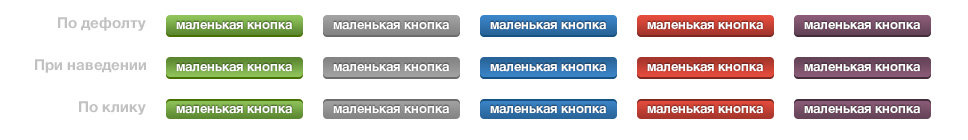 По дефолту маленькая кнопка маленькая кнопка маленькая кнопка маленькая кнопка маленькая кнопка
При наведении маленькая кнопка маленькая кнопка маленькая кнопка маленькая кнопка маленькая кнопка
По клику маленькая кнопка маленькая кнопка маленькая кнопка маленькая кнопка маленькая кнопка